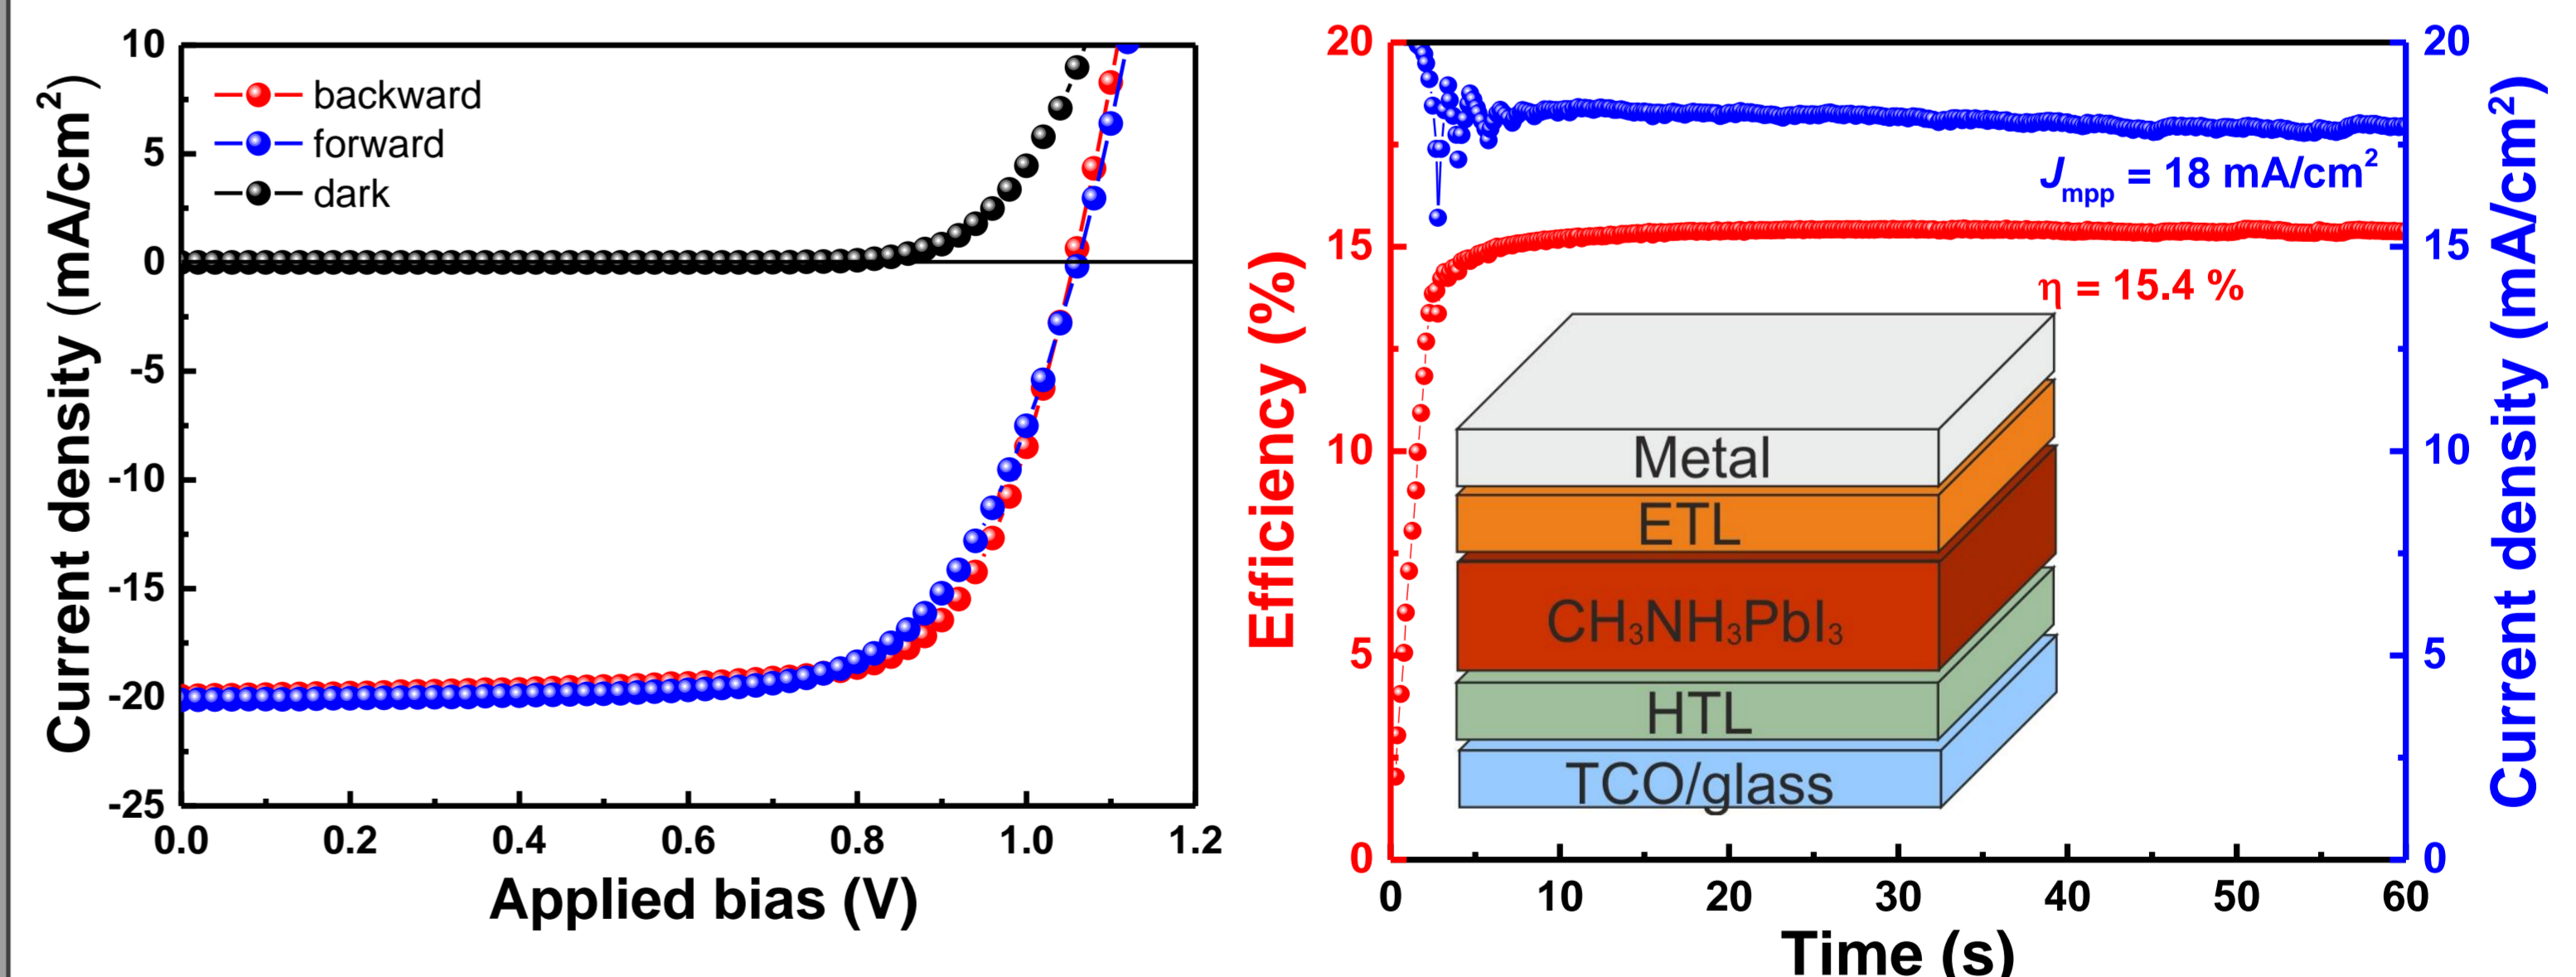 10
5
0
-5
-10
-15
-20
-25
Current density (mA/cm²)
backward
forward
dark
0.0 0.2 0.4 0.6 0.8 1.0 1.2
Applied bias (V)
20
15
10
5
0
Efficiency (%)
Jmpp = 18 mA/cm²
η = 15.4 %
Metal
ETL
CH₃NH₃PbI₃
HTL
TCO/glass
0 10 20 30 40 50 60
Time (s)
20
15
10
5
0
Current density (mA/cm²)